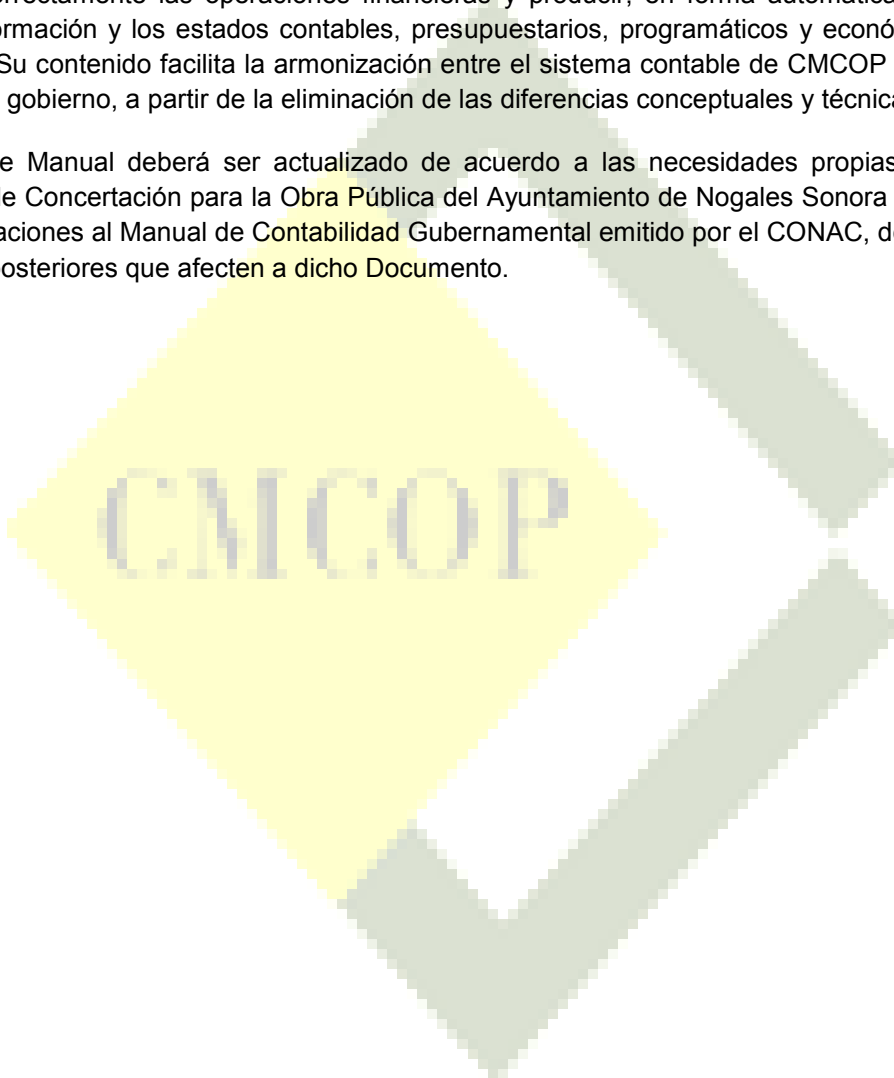 rrectamente las operaciones financieras y producir, en forma automática
ormación y los estados contables, presupuestarios, programáticos y econó
Su contenido facilita la armonización entre el sistema contable de CMCOP
gobierno, a partir de la eliminación de las diferencias conceptuales y técnica
e Manual deberá ser actualizado de acuerdo a las necesidades propias
de Concertación para la Obra Pública del Ayuntamiento de Nogales Sonora
aciones al Manual de Contabilidad Gubernamental emitido por el CONAC, d
osteriores que afecten a dicho Documento.
CMCOP